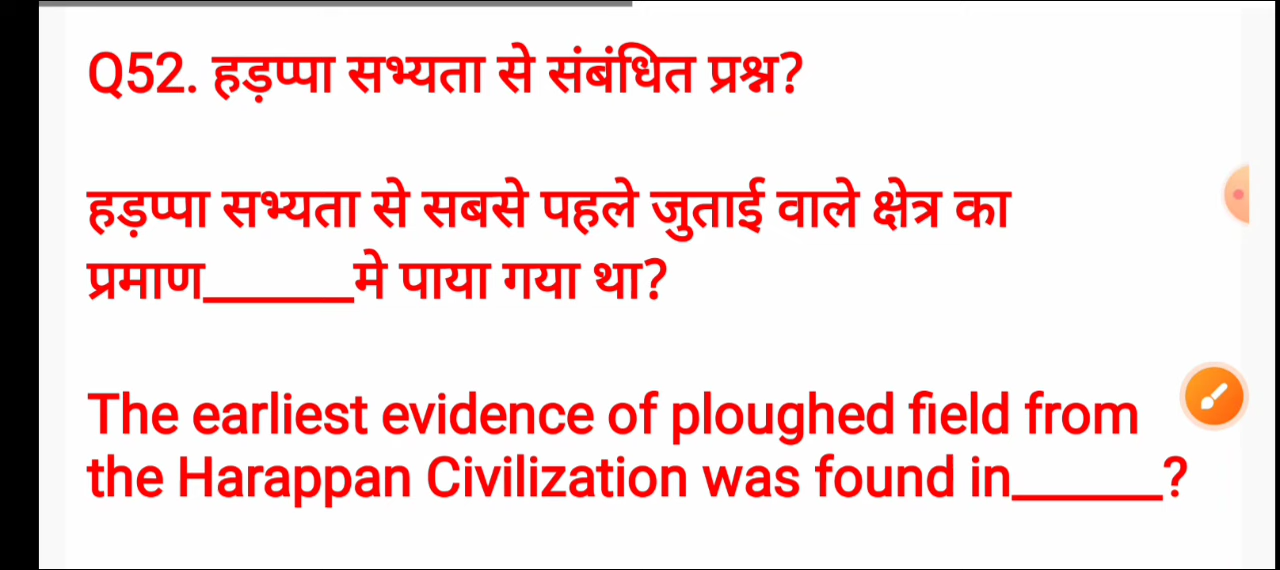 Q52. हड़प्पा सभ्यता से संबंधित प्रश्न?
हड़प्पा सभ्यता से सबसे पहले जुताई वाले क्षेत्र का
प्रमाण______मे पाया गया था?
The earliest evidence of ploughed field from
the Harappan Civilization was found in______?